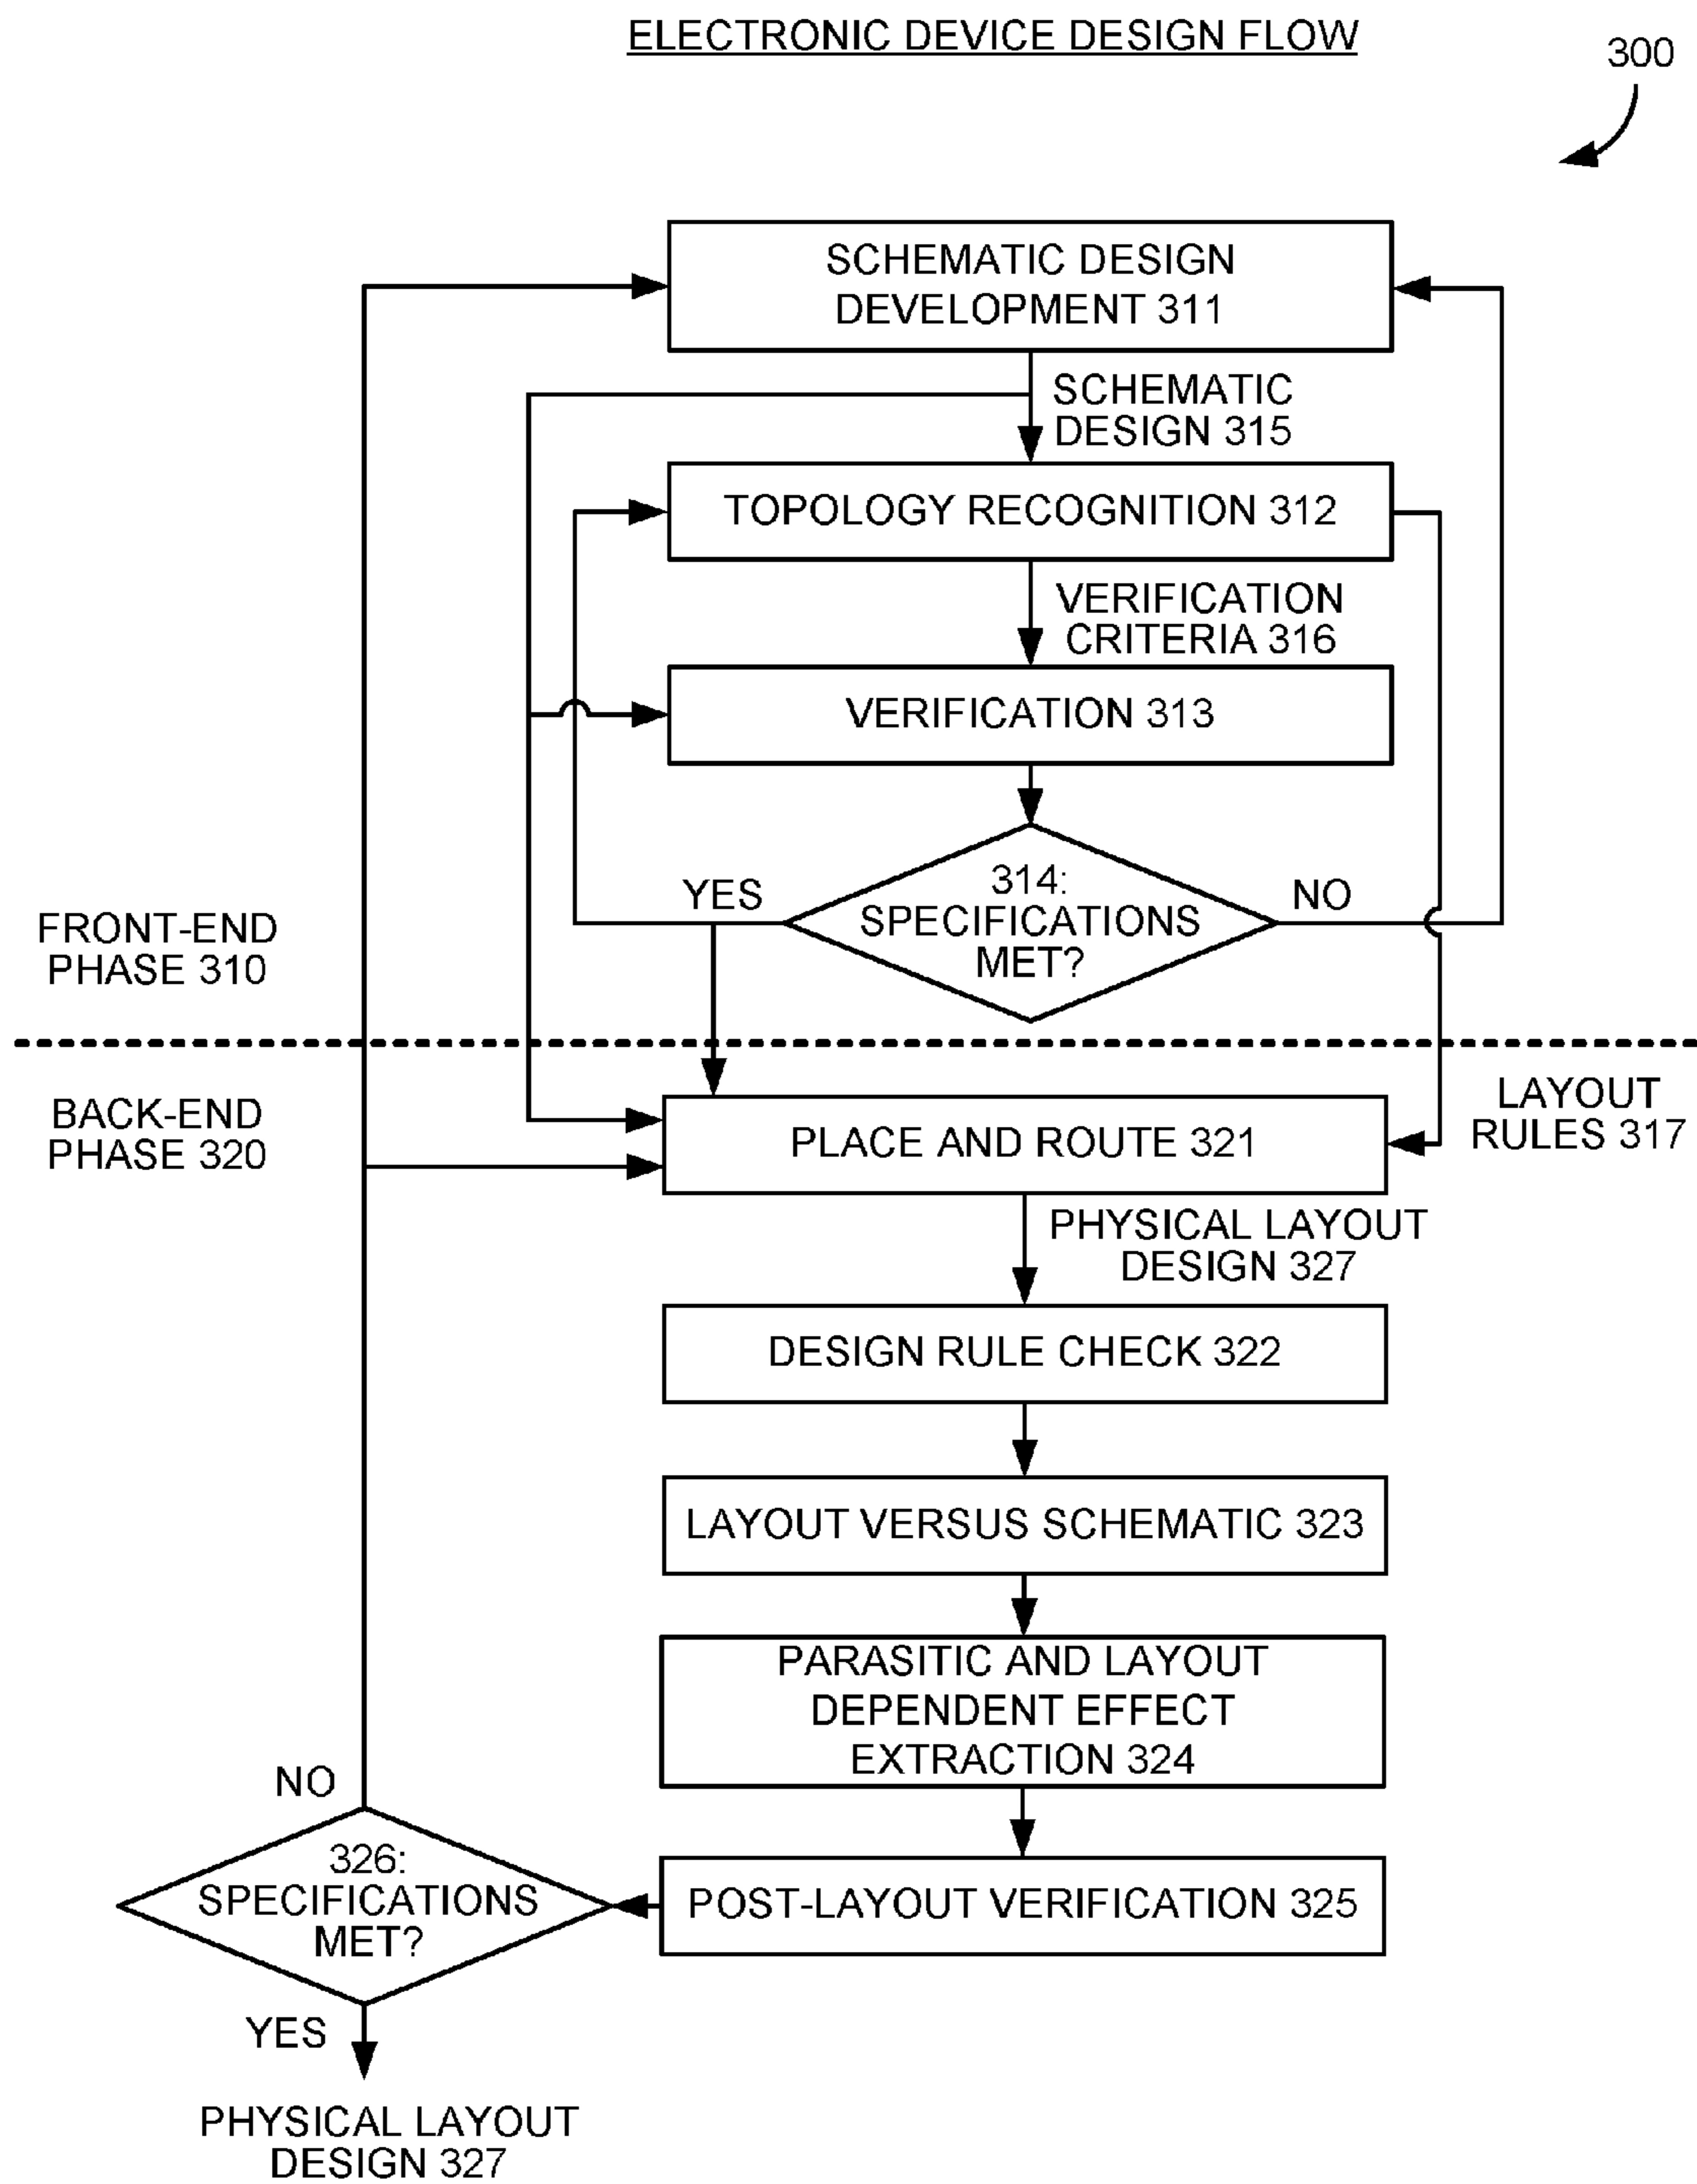 ELECTRONIC DEVICE DESIGN FLOW
300
SCHEMATIC DESIGN
DEVELOPMENT 311
SCHEMATIC
DESIGN 315
TOPOLOGY RECOGNITION 312
VERIFICATION
CRITERIA 316
VERIFICATION 313
YES
314:
SPECIFICATIONS
MET?
NO
FRONT-END
PHASE 310
BACK-END
PHASE 320
LAYOUT
RULES 317
PLACE AND ROUTE 321
PHYSICAL LAYOUT
DESIGN 327
DESIGN RULE CHECK 322
LAYOUT VERSUS SCHEMATIC 323
PARASITIC AND LAYOUT
DEPENDENT EFFECT
EXTRACTION 324
NO
326:
SPECIFICATIONS
MET?
POST-LAYOUT VERIFICATION 325
YES
PHYSICAL LAYOUT
DESIGN 327